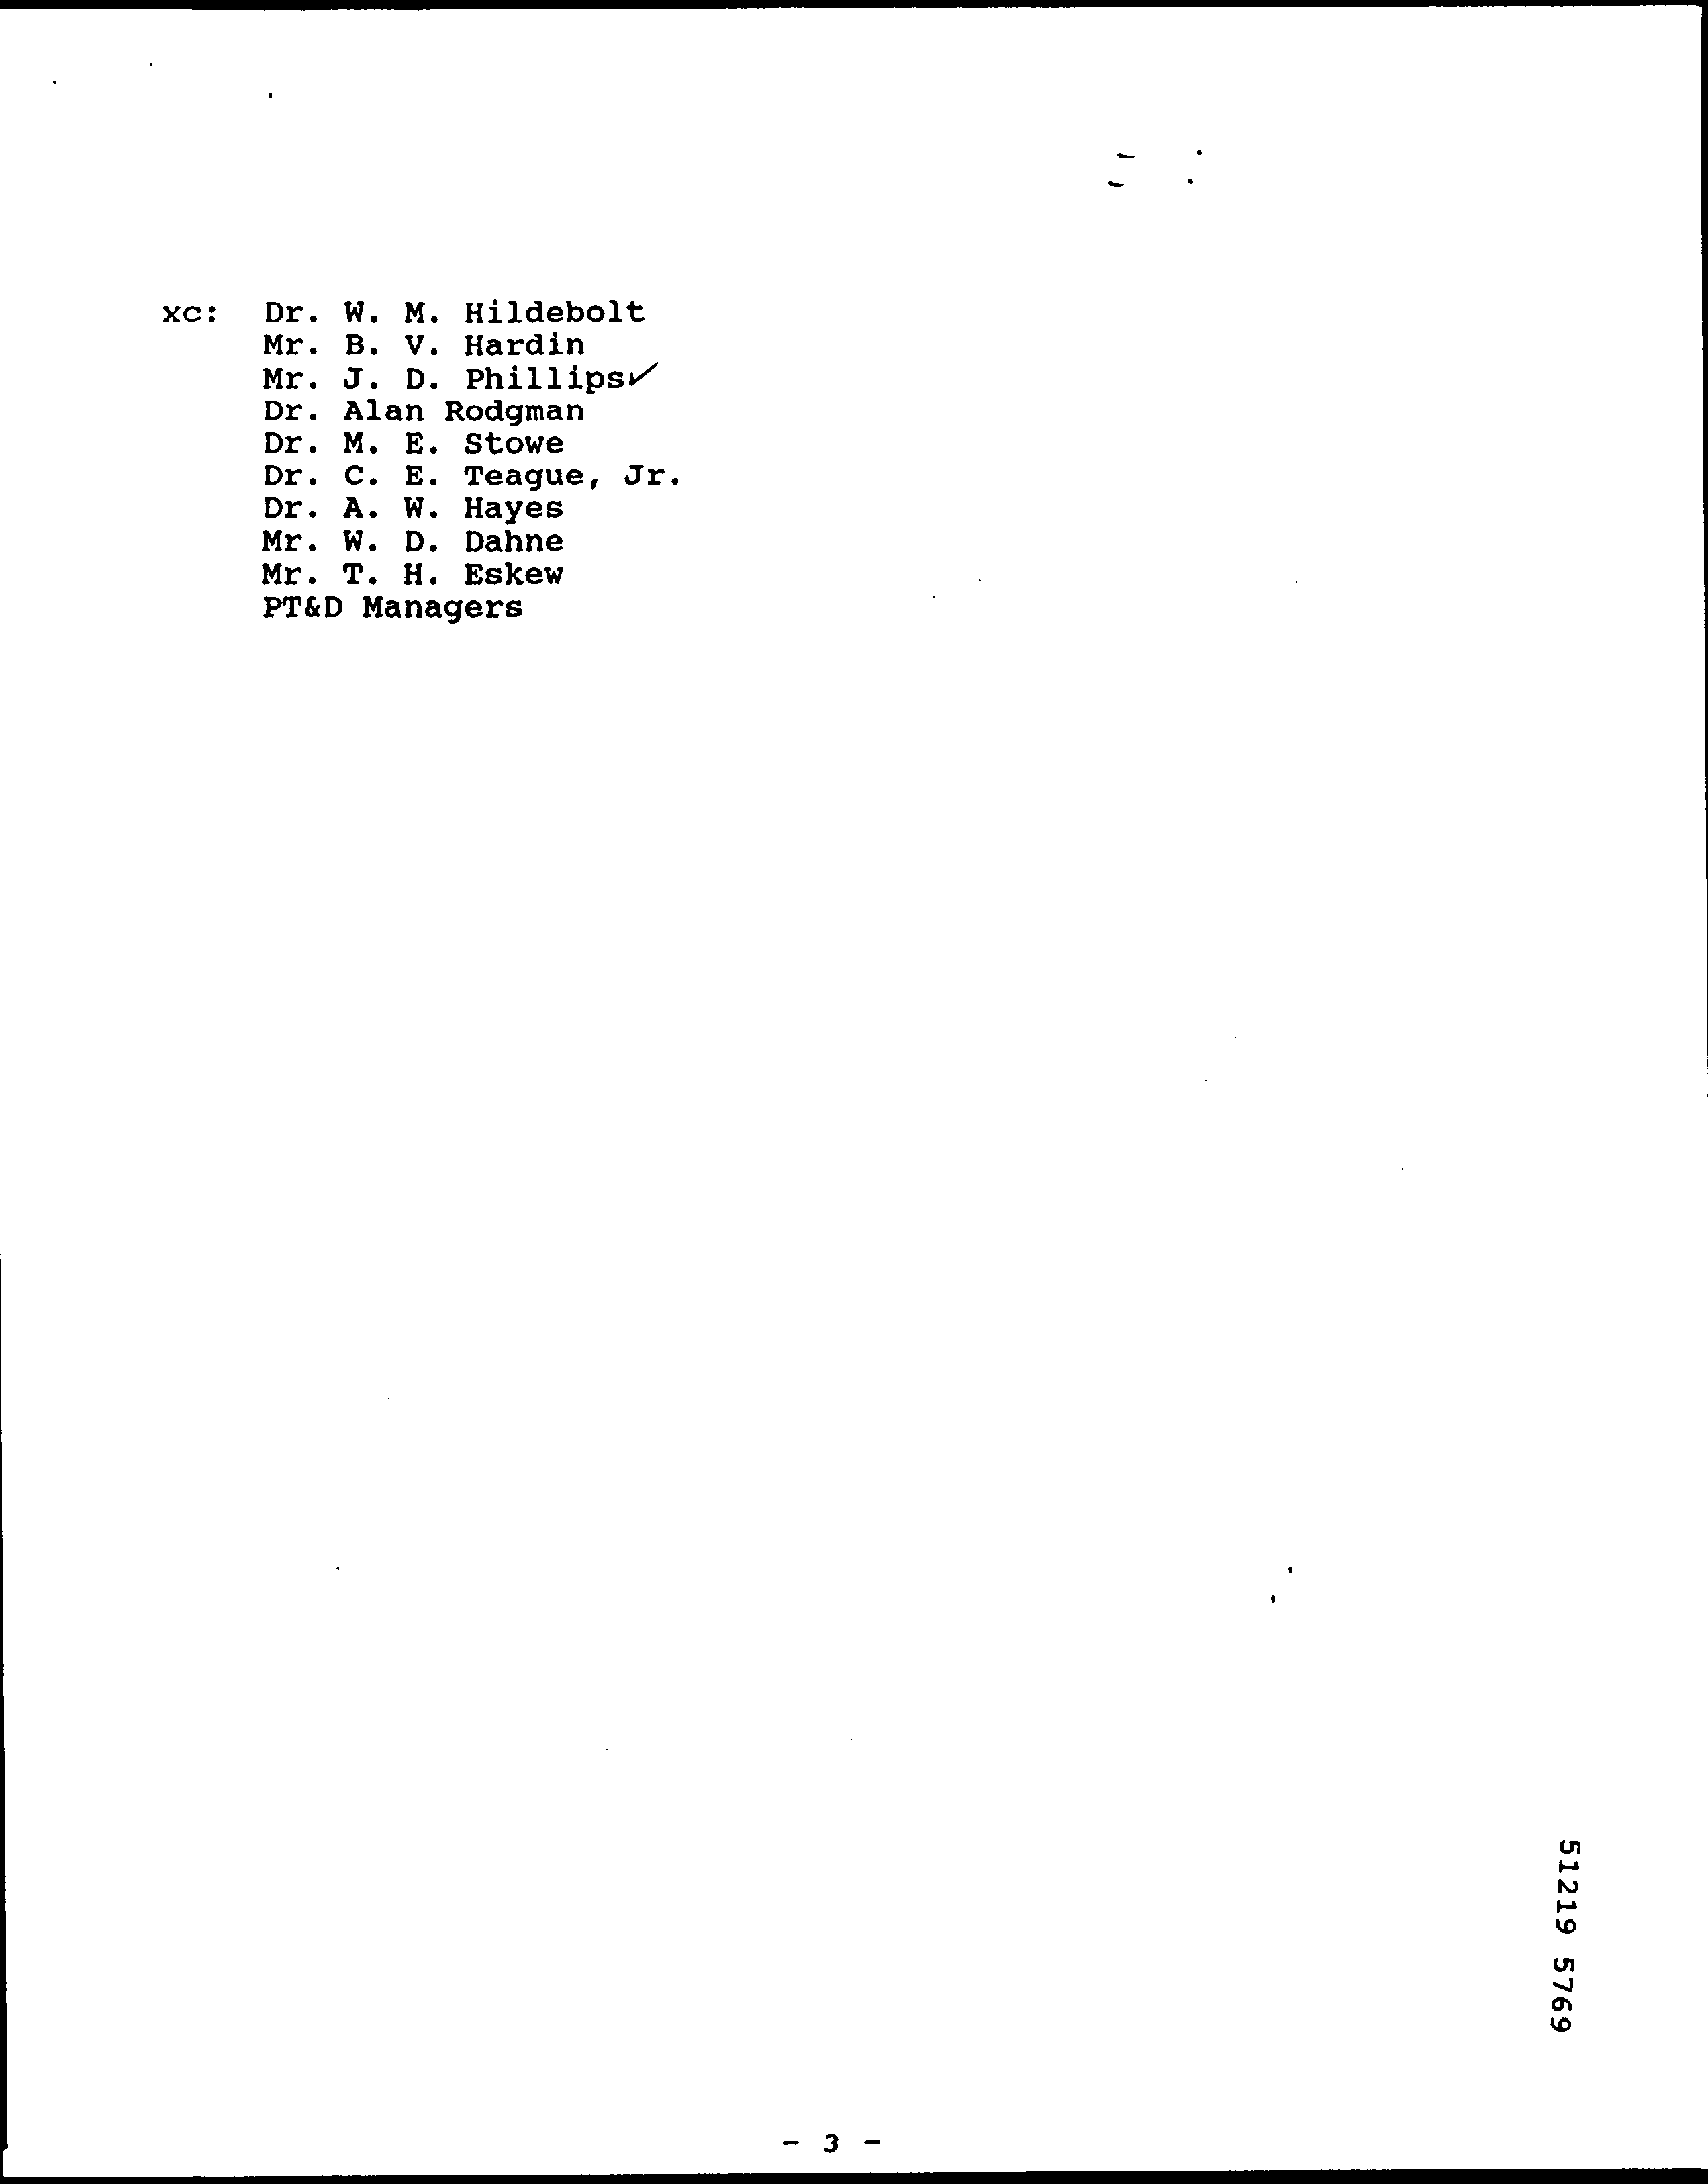 xc: Dr. W. M. Hildebolt
Mr. B. V. Hardin
Mr. J. D. Phillips✓
Dr. Alan Rodgman
Dr. M. E. Stowe
Dr. C. E. Teague, Jr.
Dr. A. W. Hayes
Mr. W. D. Dahne
Mr. T. H. Eskew
PT&D Managers
51219 5769
- 3 -